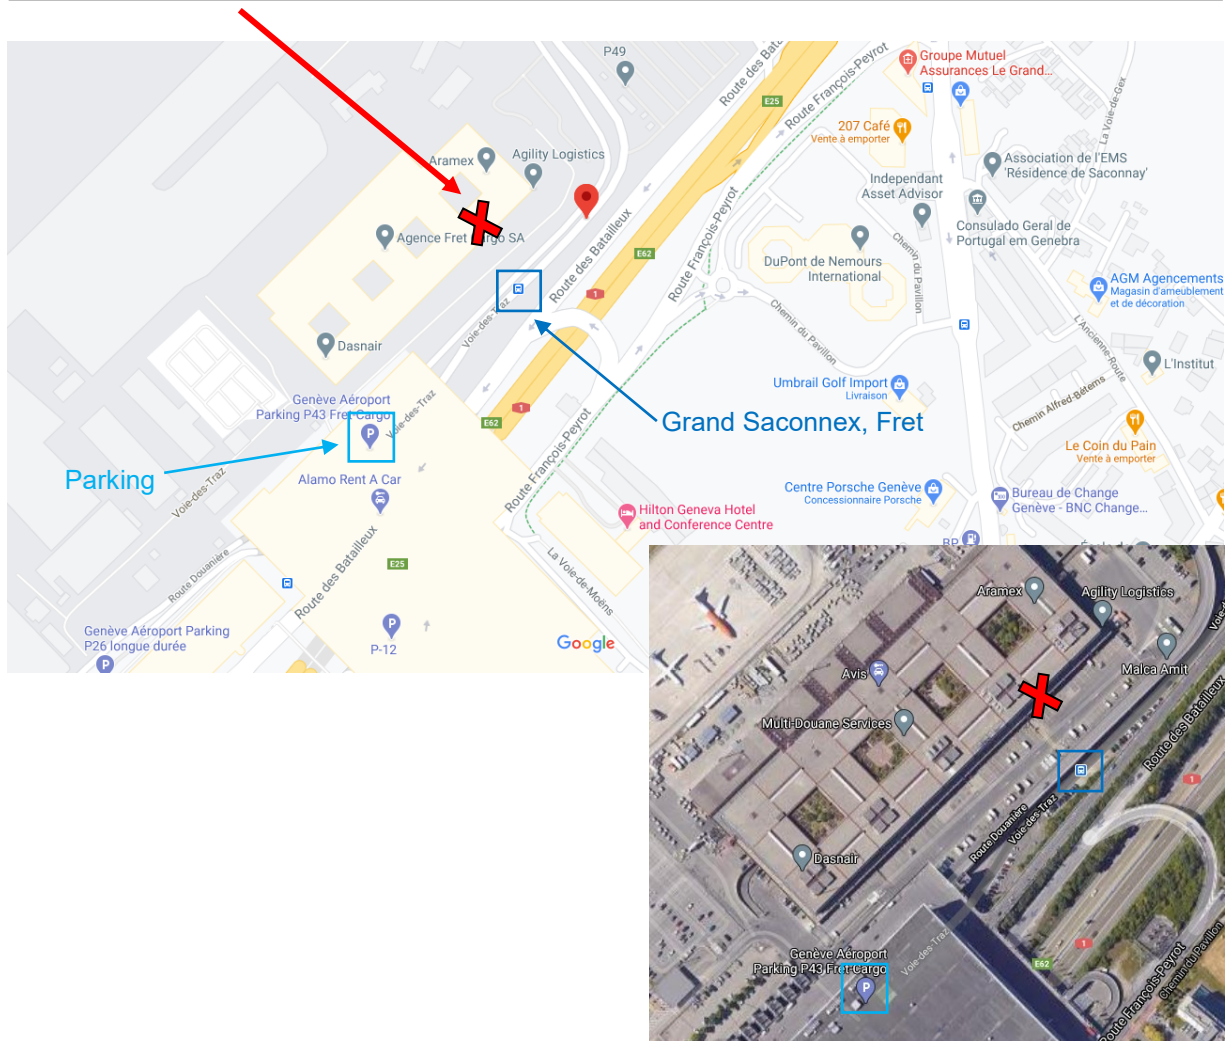 P49
Route des Bata
E25
Route François-Peyrot
Groupe Mutuel
Assurances Le Grand…
La Voie-de-Gex
207 Café
Vente à emporter
Aramex
Agility Logistics
Association de l'EMS
'Résidence de Saconnay'
Independant
Asset Advisor
Consulado Geral de
Portugal em Genebra
Agence Fret Cargo SA
Route des Batailleux
E62
Route François-Peyrot
DuPont de Nemours
International
Chemin du Pavillon
AGM Agencements
Magasin d'ameublement
et de décoration
1
Voie-des-Traz
Chemin du Pavillon
L'Ancienne-Route
Dasnair
L'Institut
Umbrail Golf Import
Livraison
Chemin Alfred-Bétems
Genève Aéroport
Parking P43 Fret-Cargo
Voie-des-Traz
P
1
E62
Grand Saconnex, Fret
Route François-Peyrot
Le Coin du Pain
Vente à emporter
Parking
Alamo Rent A Car
Voie-des-Traz
Centre Porsche Genève
Concessionnaire Porsche
Bureau de Change
Genève - BNC Change…
Hilton Geneva Hotel
and Conference Centre
BP
Route Douanière
Route des Batailleux
E25
La Voie-de-Moëns
Genève Aéroport Parking
P26 longue durée
P
P
P-12
Google
Aramex
Agility Logistics
Malca Amit
Avis
Multi-Douane Services
Route des Batailleux
1
Route Douanière
Voie-des-Traz
Dasnair
Genève Aéroport
Parking P43 Fret-Cargo
P
Voie-des-Traz
1
E62
Route François-Peyrot
Chemin du Pavillon